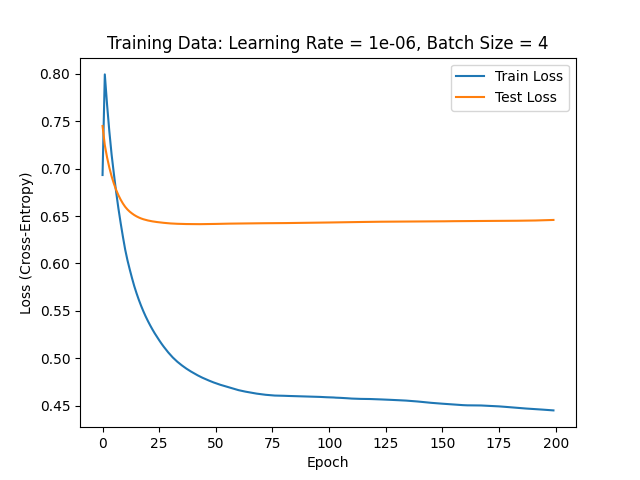 Training Data: Learning Rate = 1e-06, Batch Size = 4
Train Loss
Test Loss
0.80
0.75
0.70
0.65
0.60
0.55
0.50
0.45
Loss (Cross-Entropy)
0 25 50 75 100 125 150 175 200
Epoch